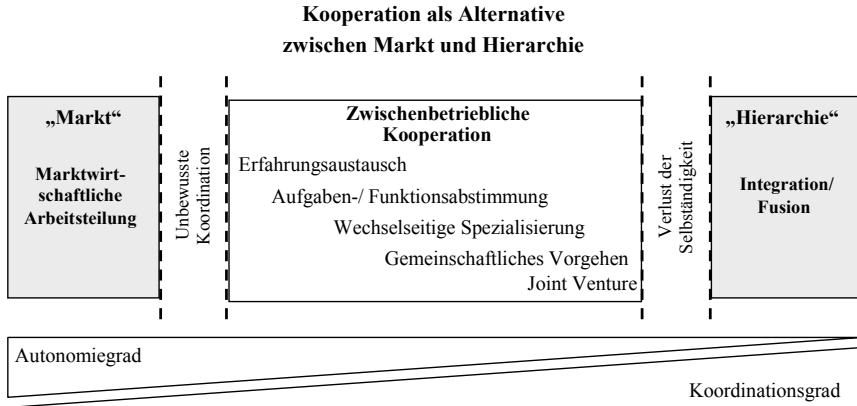 Kooperation als Alternative
zwischen Markt und Hierarchie
„Markt“
Marktwirt-
schaftliche
Arbeitsteilung
Unbewusste
Koordination
Zwischenbetriebliche
Kooperation
Erfahrungsaustausch
Aufgaben-/ Funktionsabstimmung
Wechselseitige Spezialisierung
Gemeinschaftliches Vorgehen
Joint Venture
Verlust der
Selbständigkeit
„Hierarchie“
Integration/
Fusion
Autonomiegrad
Koordinationsgrad